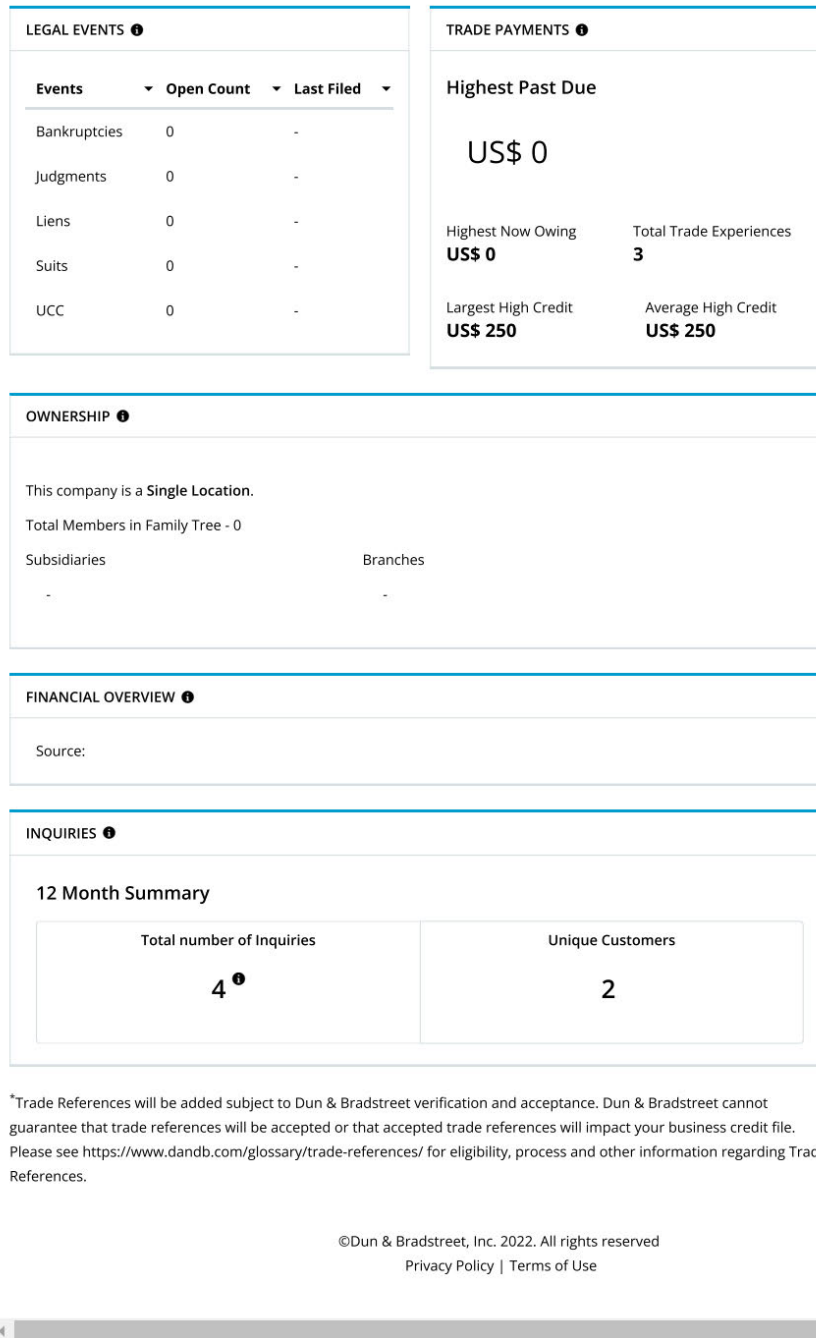 LEGAL EVENTS
Events Open Count Last Filed
Bankruptcies 0 -
Judgments 0 -
Liens 0 -
Suits 0 -
UCC 0 -
TRADE PAYMENTS
Highest Past Due
US$ 0
Highest Now Owing Total Trade Experiences
US$ 0 3
Largest High Credit Average High Credit
US$ 250 US$ 250
OWNERSHIP
This company is a Single Location.
Total Members in Family Tree - 0
Subsidiaries Branches
- -
FINANCIAL OVERVIEW
Source:
INQUIRIES
12 Month Summary
Total number of Inquiries Unique Customers
4 2
*Trade References will be added subject to Dun & Bradstreet verification and acceptance. Dun & Bradstreet cannot
guarantee that trade references will be accepted or that accepted trade references will impact your business credit file.
Please see https://www.dandb.com/glossary/trade-references/ for eligibility, process and other information regarding Trad
References.
©Dun & Bradstreet, Inc. 2022. All rights reserved
Privacy Policy | Terms of Use